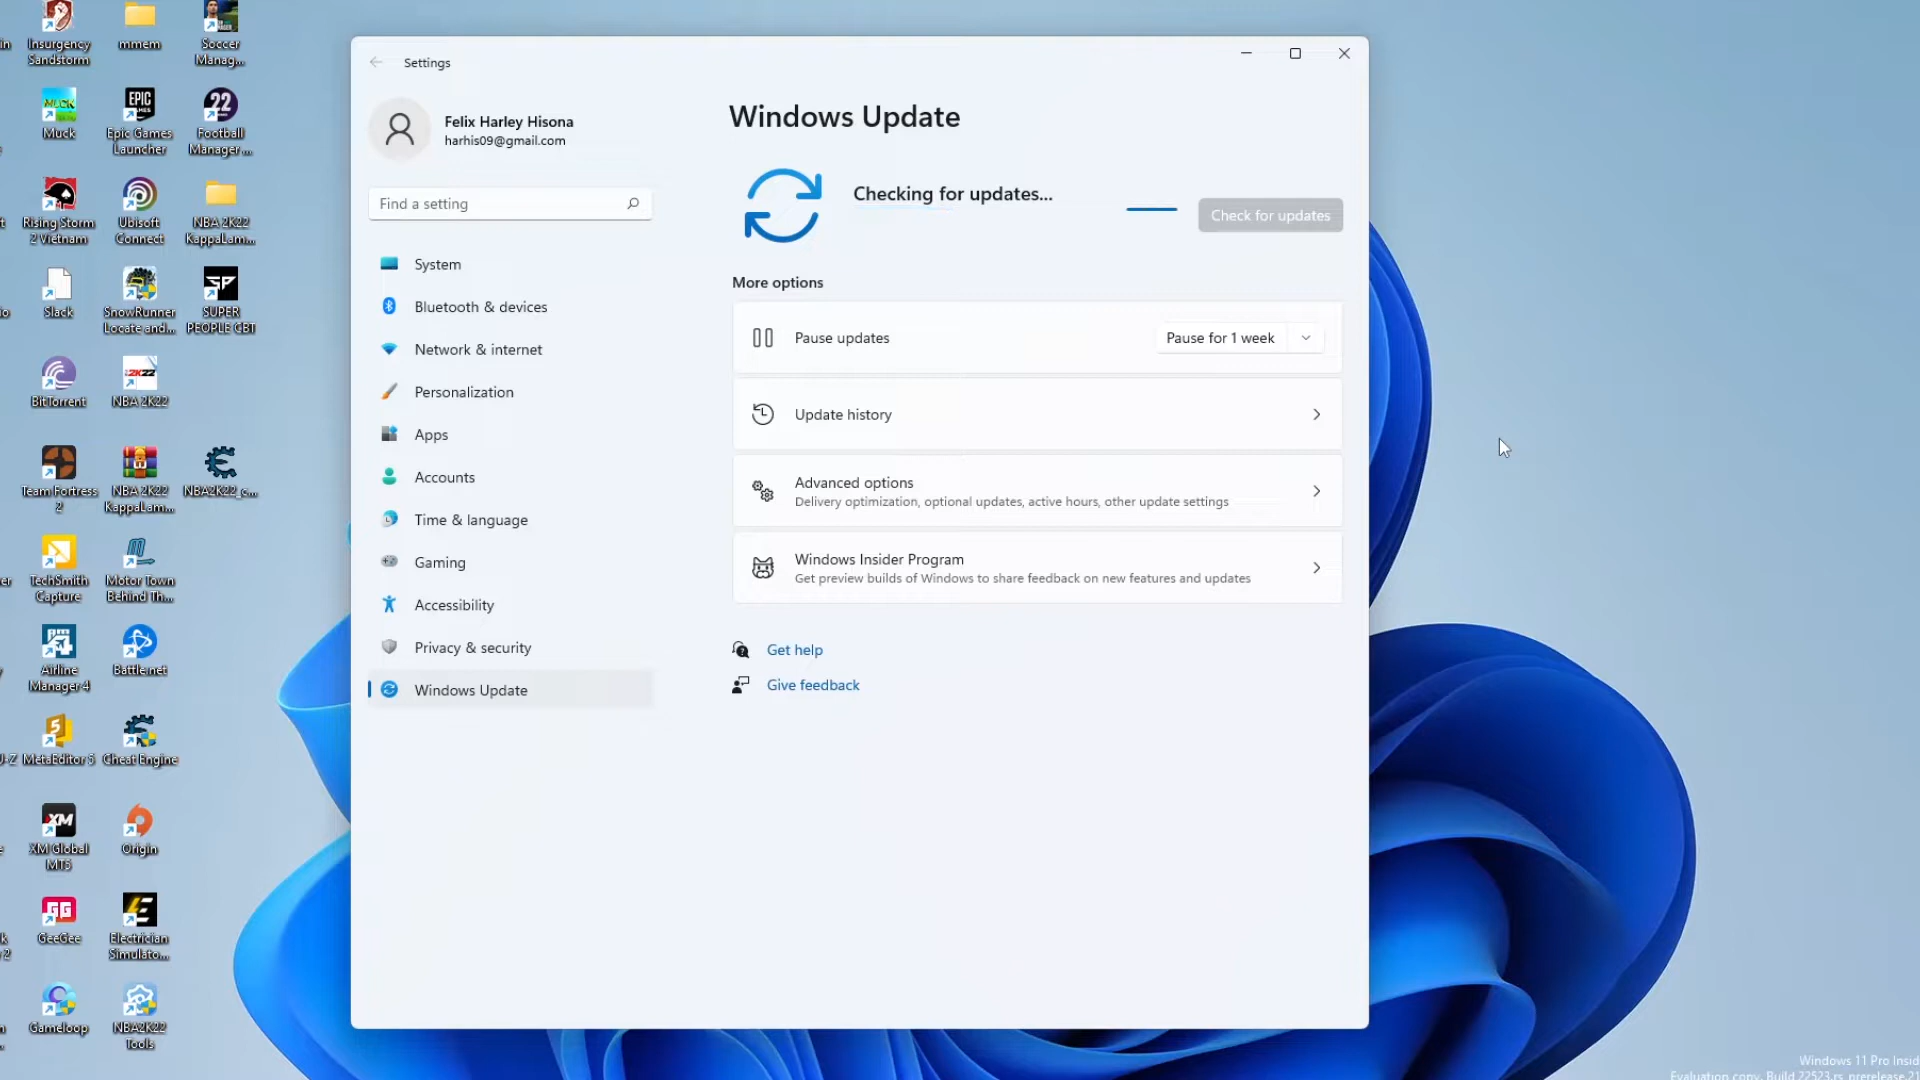 Insurgency
Sandstorm
mmem
Soccer
Manag...
Muck
Epic Games
Launcher
Football
Manager ...
Rising Storm
2 Vietnam
Ubisoft
Connect
NBA 2K22
KappaLam...
Slack
SnowRunner
Locate and...
SUPER
PEOPLE CBT
BitTorrent
NBA 2K22
Team Fortress
2
NBA 2K22
KappaLam...
NBA2K22_c...
TechSmith
Capture
Motor Town
Behind Th...
Airline
Manager 4
Battle.net
MetaEditor 5
Cheat Engine
XM Global
MT5
Origin
GeeGee
Electrician
Simulato...
Gameloop
NBA2K22
Tools
Settings
Felix Harley Hisona
harhis09@gmail.com
Find a setting
System
Bluetooth & devices
Network & internet
Personalization
Apps
Accounts
Time & language
Gaming
Accessibility
Privacy & security
Windows Update
Windows Update
Checking for updates...
Check for updates
More options
Pause updates
Pause for 1 week
Update history
Advanced options
Delivery optimization, optional updates, active hours, other update settings
Windows Insider Program
Get preview builds of Windows to share feedback on new features and updates
Get help
Give feedback
Windows 11 Pro Insid
Evaluation copy. Build 22523.rs_prerelease.21